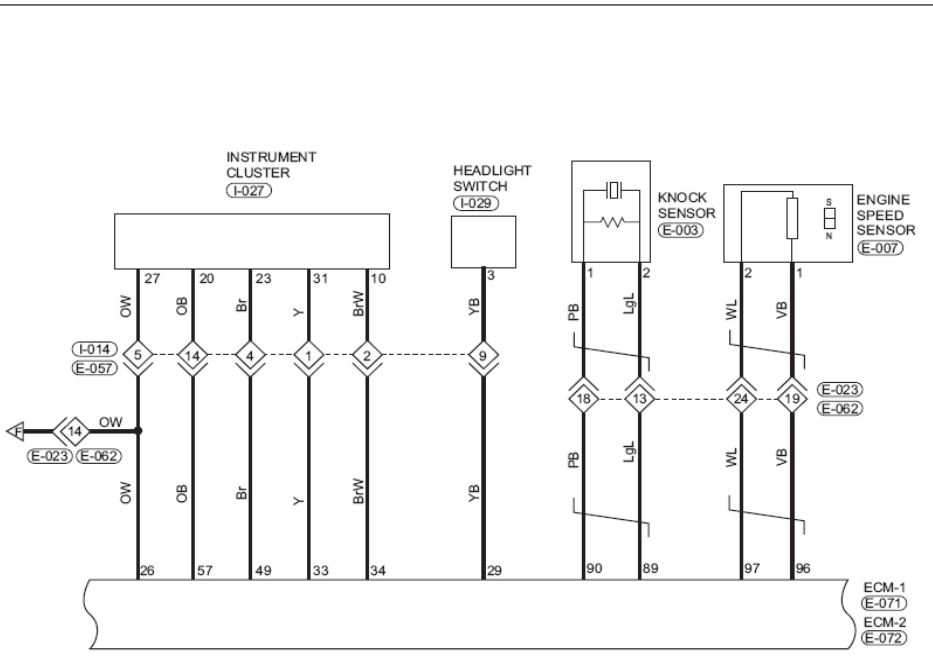 INSTRUMENT
CLUSTER
I-027
HEADLIGHT
SWITCH
I-029
KNOCK
SENSOR
E-003
S
N
ENGINE
SPEED
SENSOR
E-007
27 20 23 31 10 3 1 2 2 1
OW OB Br Y BrW YB PB LgL WL VB
I-014
E-057
5 14 4 1 2 9
18 13 24 19
E-023
E-062
F 14 OW
E-023 E-062
OW OB Br Y BrW YB PB LgL WL VB
26 57 49 33 34 29 90 89 97 96
ECM-1
E-071
ECM-2
E-072